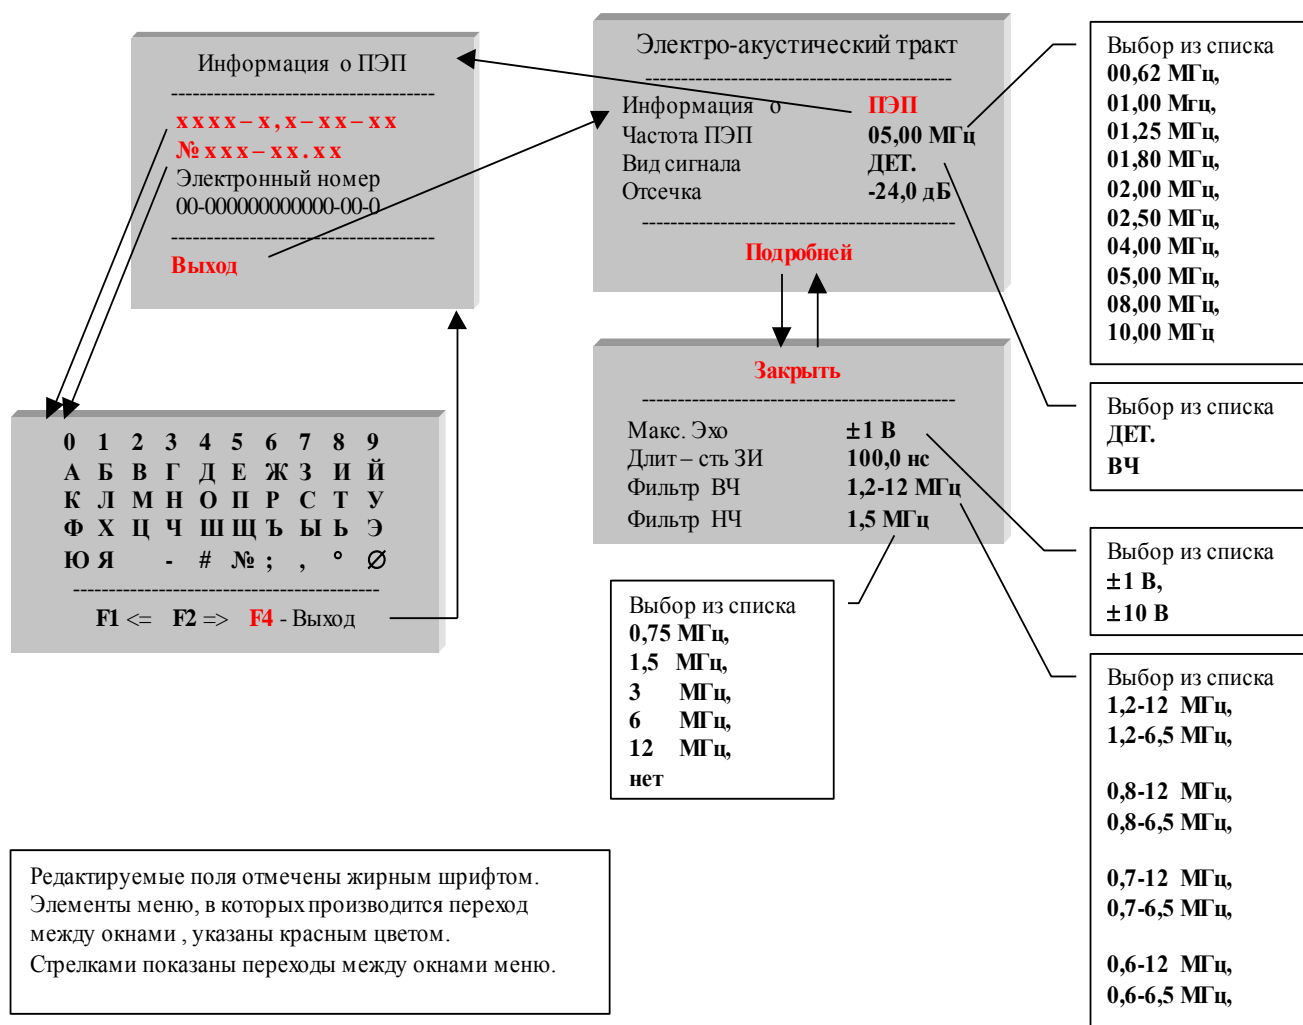 Информация о ПЭП
----------------------------------
xxxx–x,x–xx–xx
№xxx–xx.xx
Электронный номер
00-000000000000-00-0
----------------------------------
Выход
Электро-акустический тракт
----------------------------------
Информация о ПЭП
Частота ПЭП 05,00 МГц
Вид сигнала ДЕТ.
Отсечка -24,0 дБ
----------------------------------
Подробней
Закрыть
----------------------------------
Макс. Эхо ±1 В
Длит – сть ЗИ 100,0 нс
Фильтр ВЧ 1,2-12 МГц
Фильтр НЧ 1,5 МГц
0 1 2 3 4 5 6 7 8 9
А Б В Г Д Е Ж З И Й
К Л М Н О П Р С Т У
Ф Х Ц Ч Ш Щ Ъ Ы Ь Э
Ю Я - # № ; , ° ∅
----------------------------------
F1 <= F2 => F4 - Выход
Выбор из списка
00,62 МГц,
01,00 Мгц,
01,25 МГц,
01,80 МГц,
02,00 МГц,
02,50 МГц,
04,00 МГц,
05,00 МГц,
08,00 МГц,
10,00 МГц
Выбор из списка
ДЕТ.
ВЧ
Выбор из списка
±1 В,
±10 В
Выбор из списка
0,75 МГц,
1,5 МГц,
3 МГц,
6 МГц,
12 МГц,
нет
Выбор из списка
1,2-12 МГц,
1,2-6,5 МГц,
0,8-12 МГц,
0,8-6,5 МГц,
0,7-12 МГц,
0,7-6,5 МГц,
0,6-12 МГц,
0,6-6,5 МГц,
Редактируемые поля отмечены жирным шрифтом.
Элементы меню, в которых производится переход
между окнами , указаны красным цветом.
Стрелками показаны переходы между окнами меню.